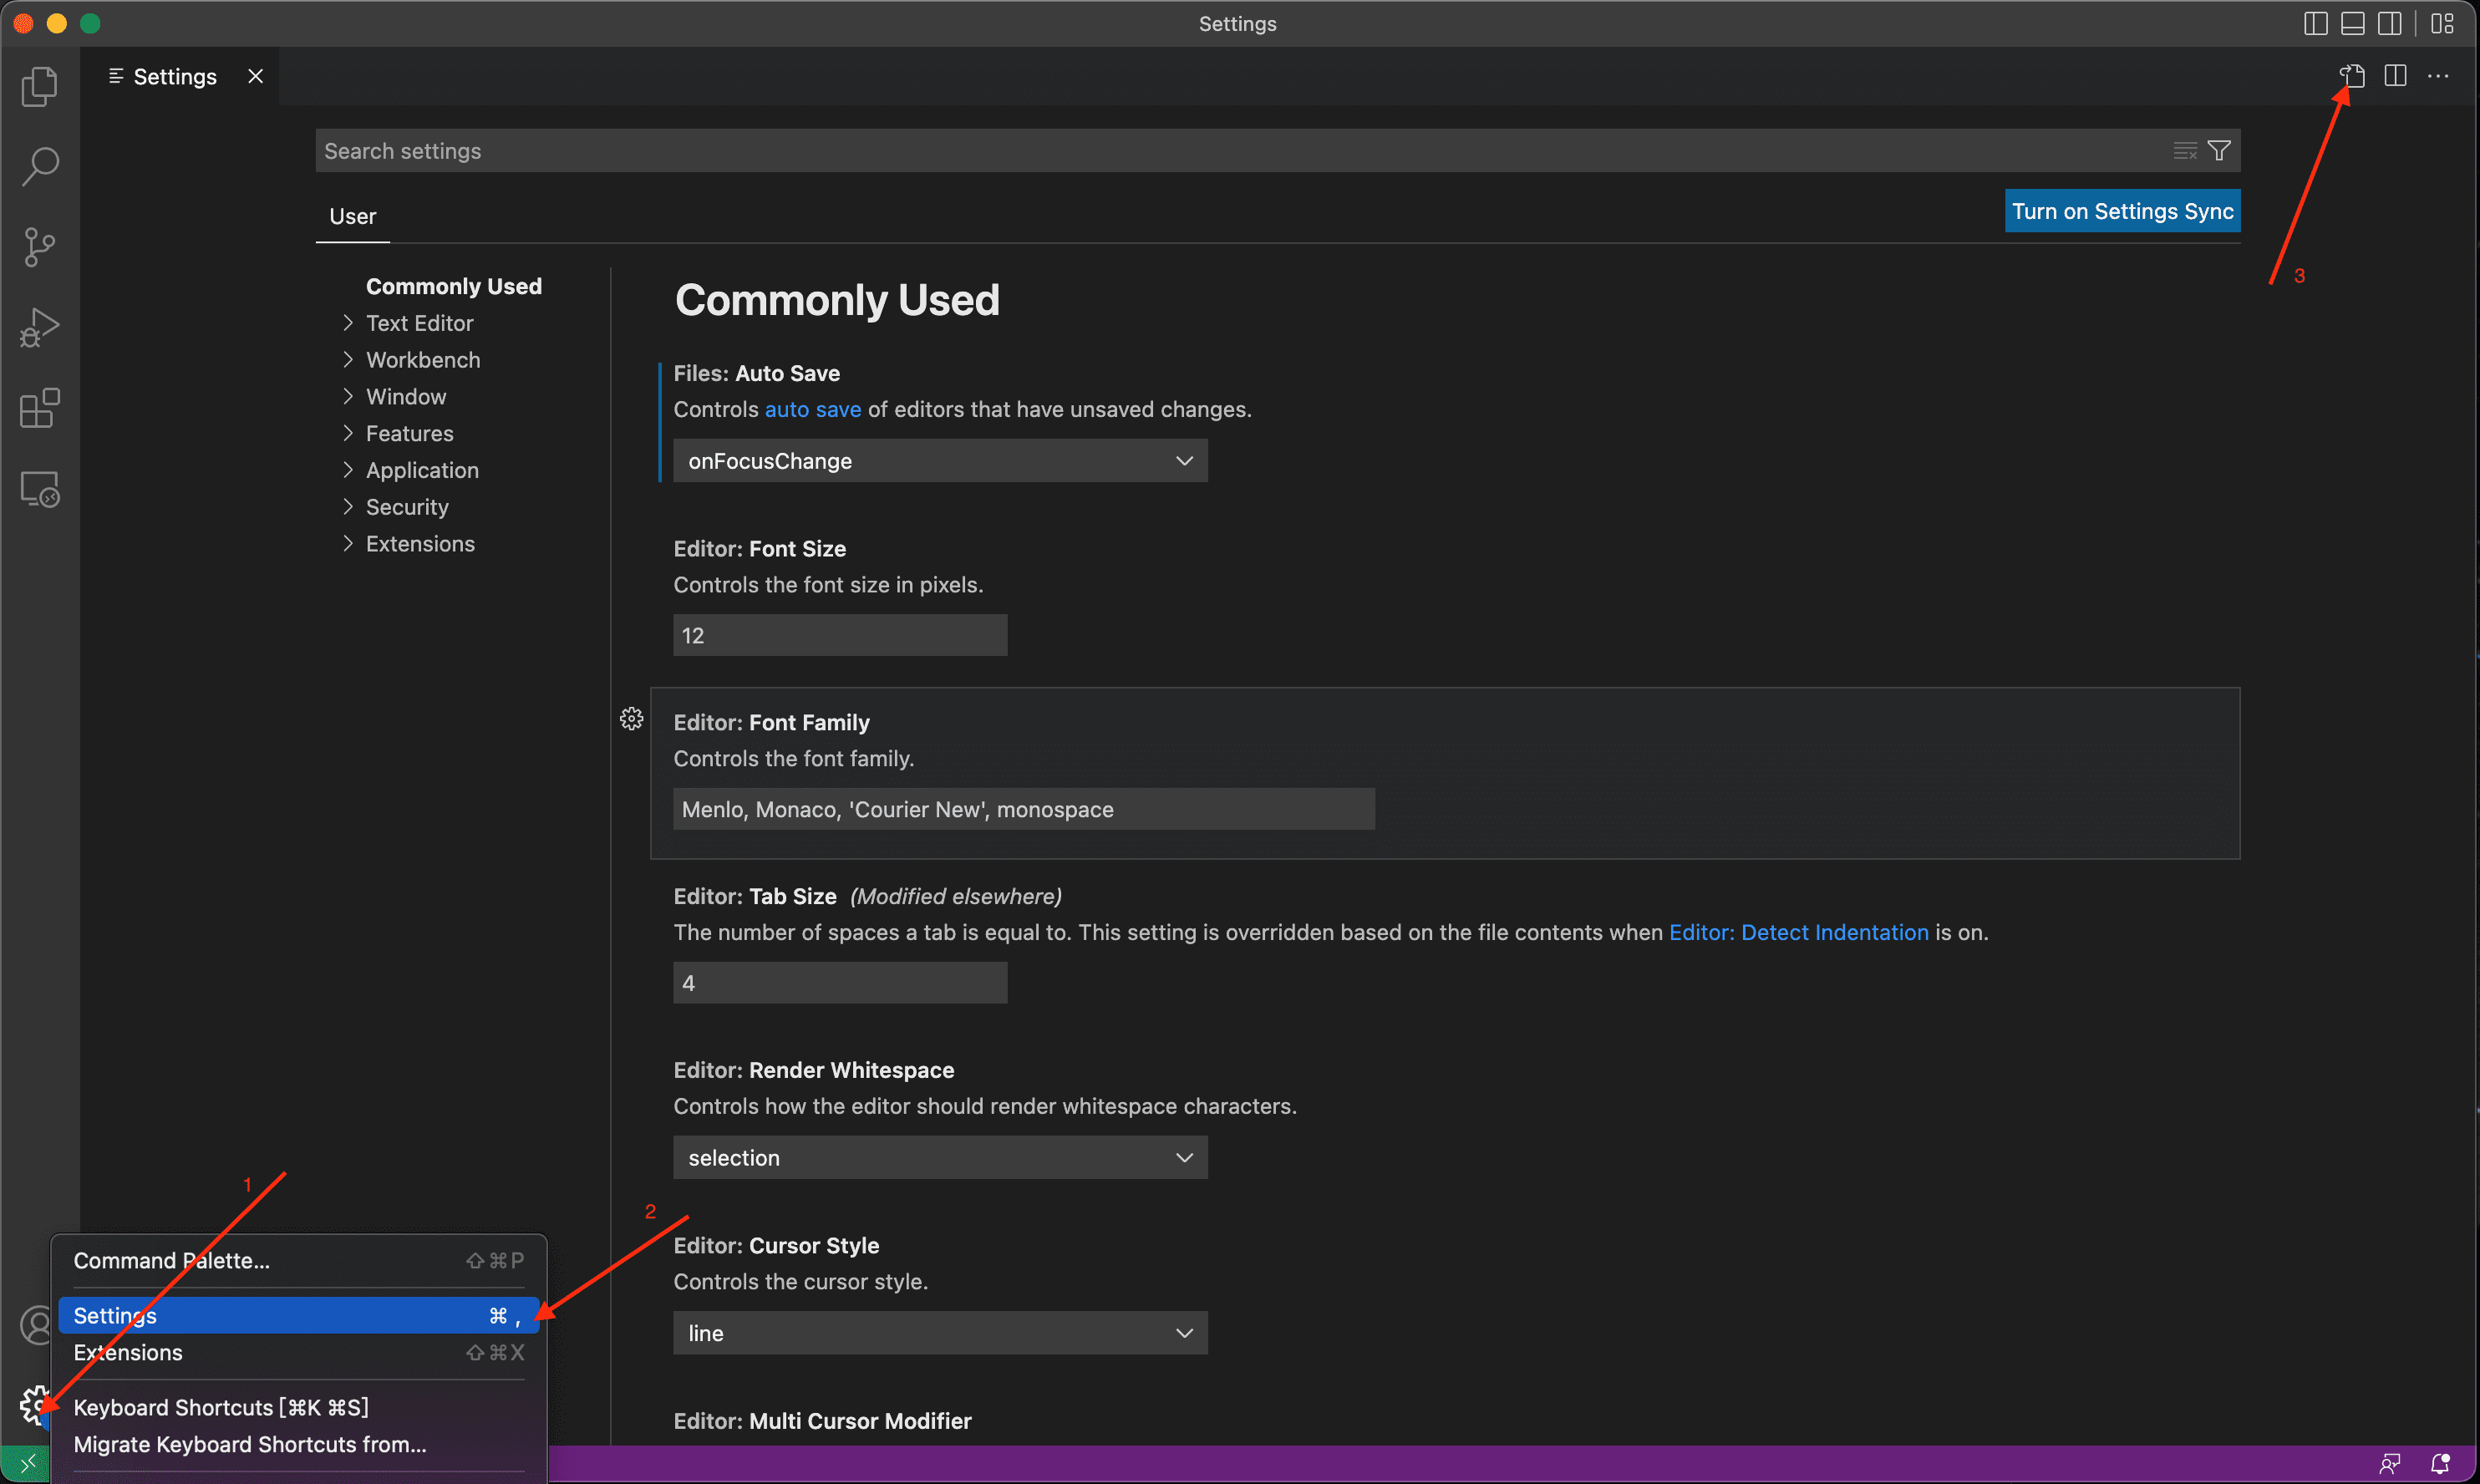 Settings
Settings
Search settings
User
Turn on Settings Sync
3
Commonly Used
Text Editor
Workbench
Window
Features
Application
Security
Extensions
Commonly Used
Files: Auto Save
Controls auto save of editors that have unsaved changes.
onFocusChange
Editor: Font Size
Controls the font size in pixels.
12
Editor: Font Family
Controls the font family.
Menlo, Monaco, 'Courier New', monospace
Editor: Tab Size (Modified elsewhere)
The number of spaces a tab is equal to. This setting is overridden based on the file contents when Editor: Detect Indentation is on.
4
Editor: Render Whitespace
Controls how the editor should render whitespace characters.
selection
Editor: Cursor Style
Controls the cursor style.
line
Editor: Multi Cursor Modifier
1
2
Command Palette... ⇧⌘P
Settings ⌘ ,
Extensions ⇧⌘X
Keyboard Shortcuts [⌘K ⌘S]
Migrate Keyboard Shortcuts from...